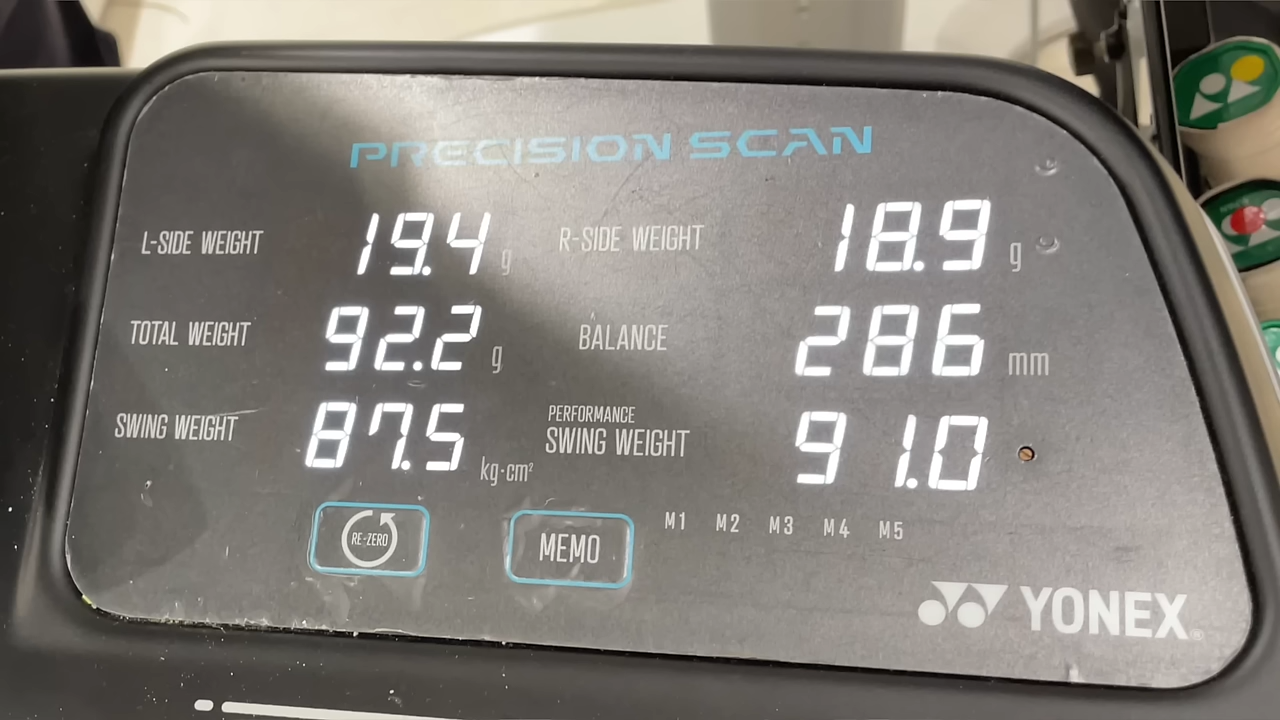 PRECISION SCAN
L-SIDE WEIGHT 19.4 g R-SIDE WEIGHT 18.9 g
TOTAL WEIGHT 92.2 g BALANCE 286 mm
SWING WEIGHT 87.5 kg·cm² PERFORMANCE SWING WEIGHT 91.0
RE-ZERO MEMO M1 M2 M3 M4 M5
YONEX®